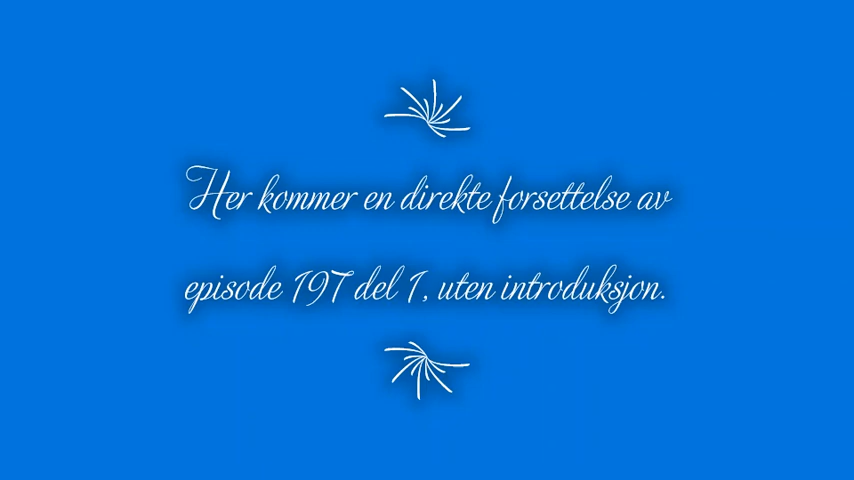 Her kommer en direkte forsettelse av
episode 197 del 1, uten introduksjon.